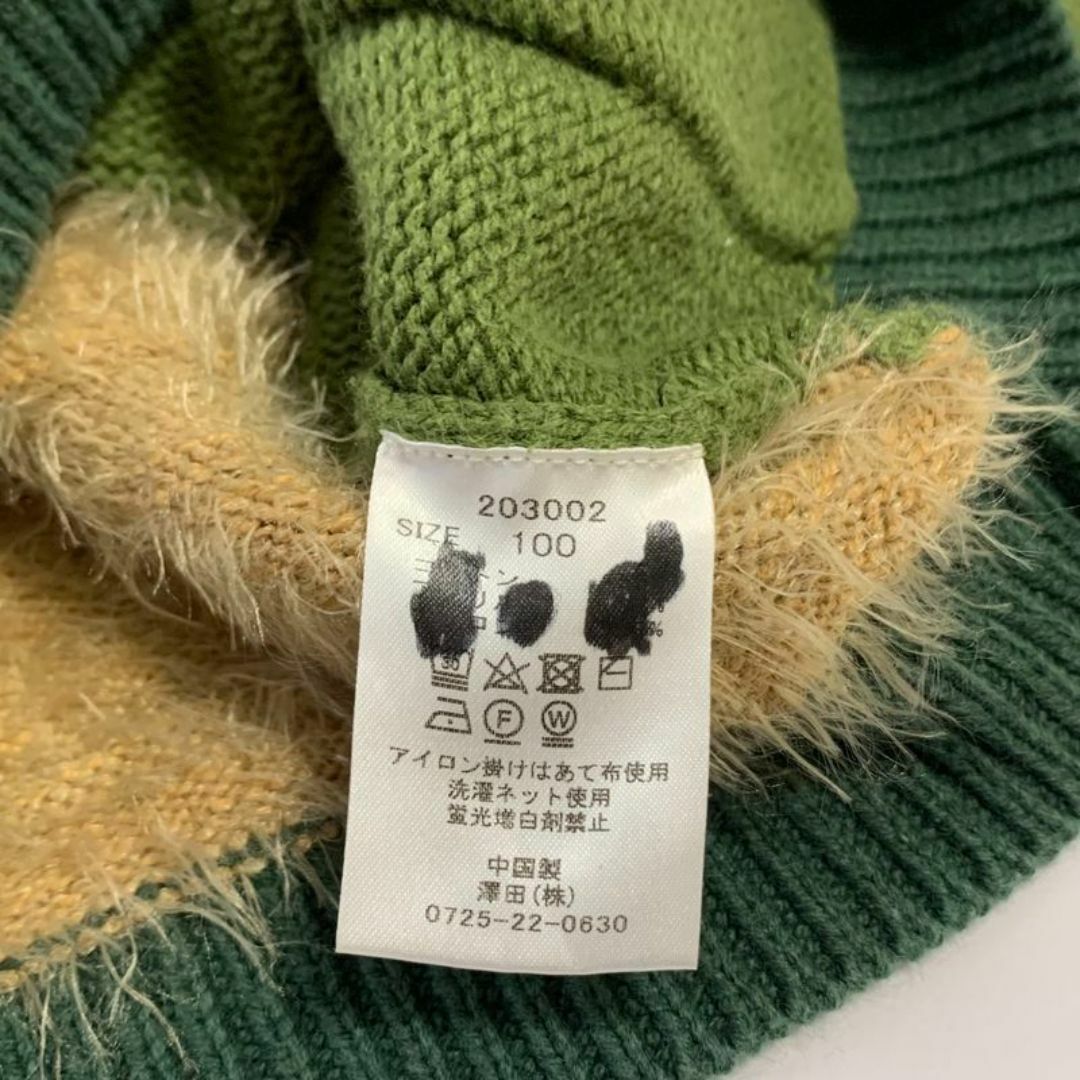 203002
SIZE 100
30
F W
アイロン掛けはあて布使用
洗濯ネット使用
蛍光増白剤禁止
中国製
澤田(株)
0725-22-0630